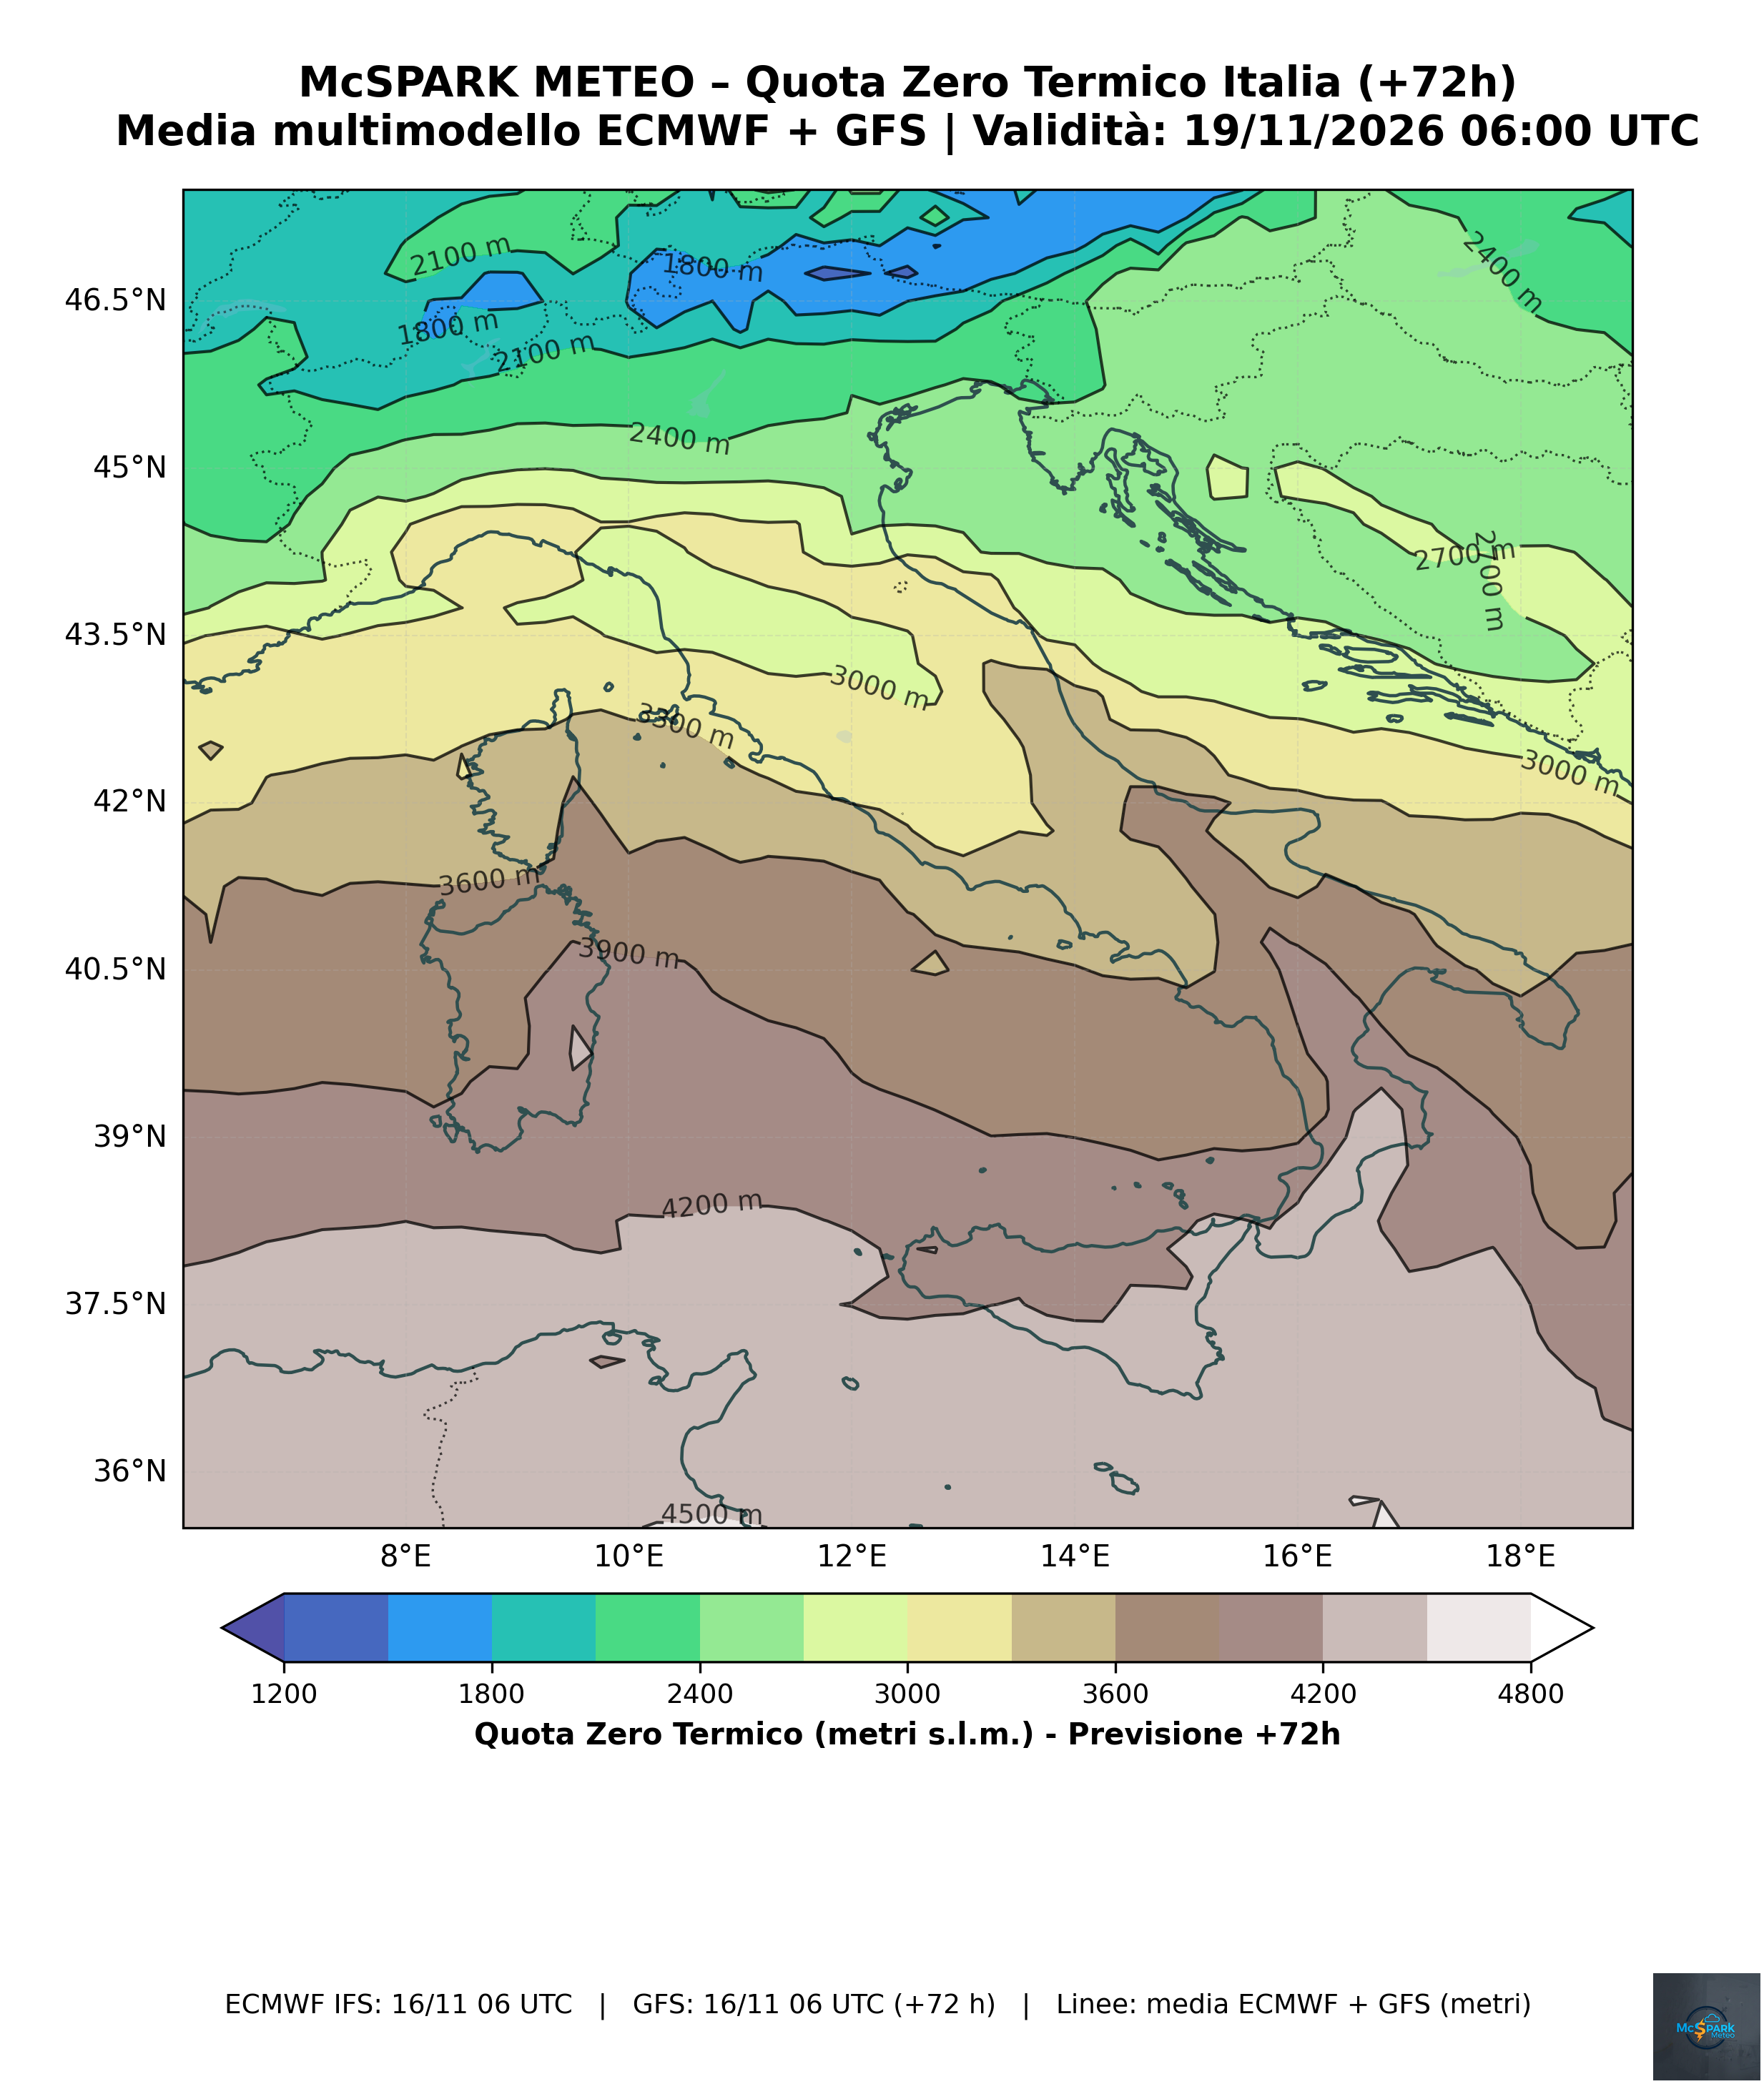 McSPARK METEO – Quota Zero Termico Italia (+72h)
Media multimodello ECMWF + GFS | Validità: 19/11/2026 06:00 UTC
2100 m
1800 m
2400 m
46.5°N
1800 m
2100 m
2400 m
45°N
2700 m
2700 m
43.5°N
3000 m
3300 m
3000 m
42°N
3600 m
3900 m
40.5°N
39°N
4200 m
37.5°N
36°N
4500 m
8°E 10°E 12°E 14°E 16°E 18°E
1200 1800 2400 3000 3600 4200 4800
Quota Zero Termico (metri s.l.m.) - Previsione +72h
ECMWF IFS: 16/11 06 UTC | GFS: 16/11 06 UTC (+72 h) | Linee: media ECMWF + GFS (metri)
McSPARK
Meteo